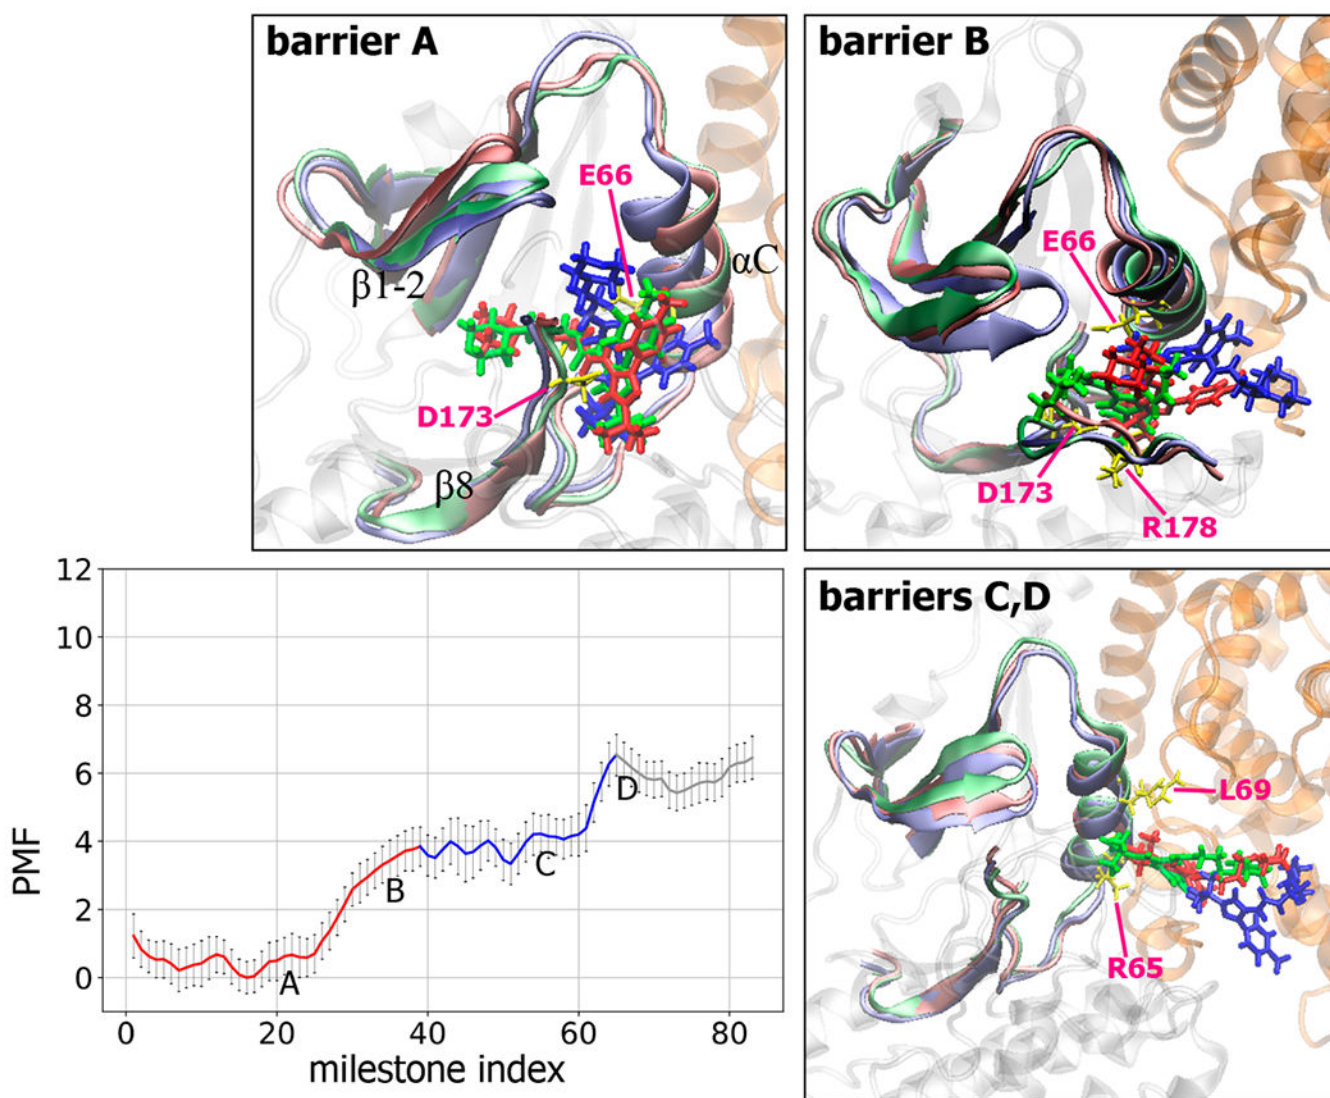 barrier A
E66
αC
β1-2
D173
β8
barrier B
E66
D173
R178
12
10
8
6
4
2
0
PMF
A
B
C
D
0 20 40 60 80
milestone index
barriers C,D
L69
R65